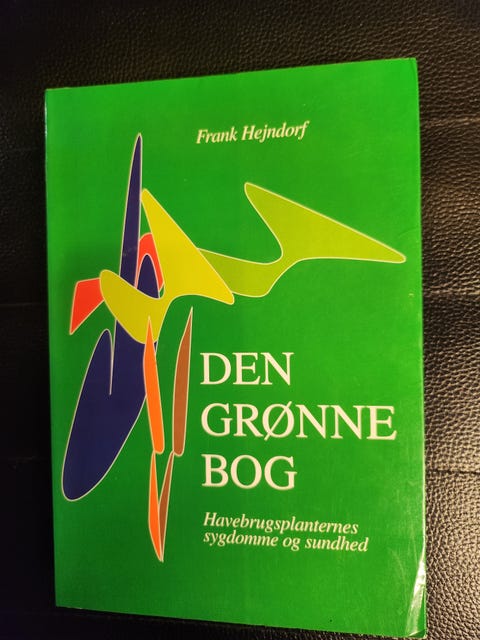 Frank Hejndorf
DEN
GRØNNE
BOG
Havebrugsplanternes
sygdomme og sundhed